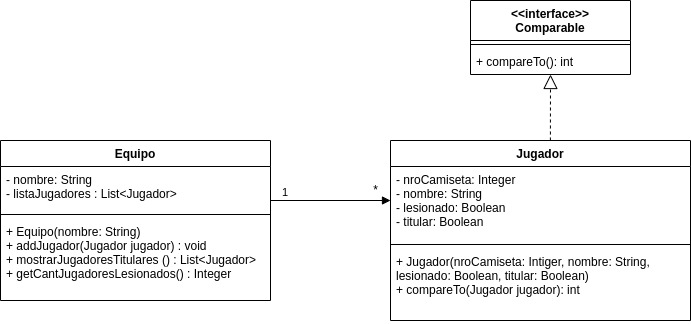 <<interface>>
Comparable
+ compareTo(): int
Equipo
- nombre: String
- listaJugadores : List<Jugador>
+ Equipo(nombre: String)
+ addJugador(Jugador jugador) : void
+ mostrarJugadoresTitulares () : List<Jugador>
+ getCantJugadoresLesionados() : Integer
1
*
Jugador
- nroCamiseta: Integer
- nombre: String
- lesionado: Boolean
- titular: Boolean
+ Jugador(nroCamiseta: Intiger, nombre: String,
lesionado: Boolean, titular: Boolean)
+ compareTo(Jugador jugador): int